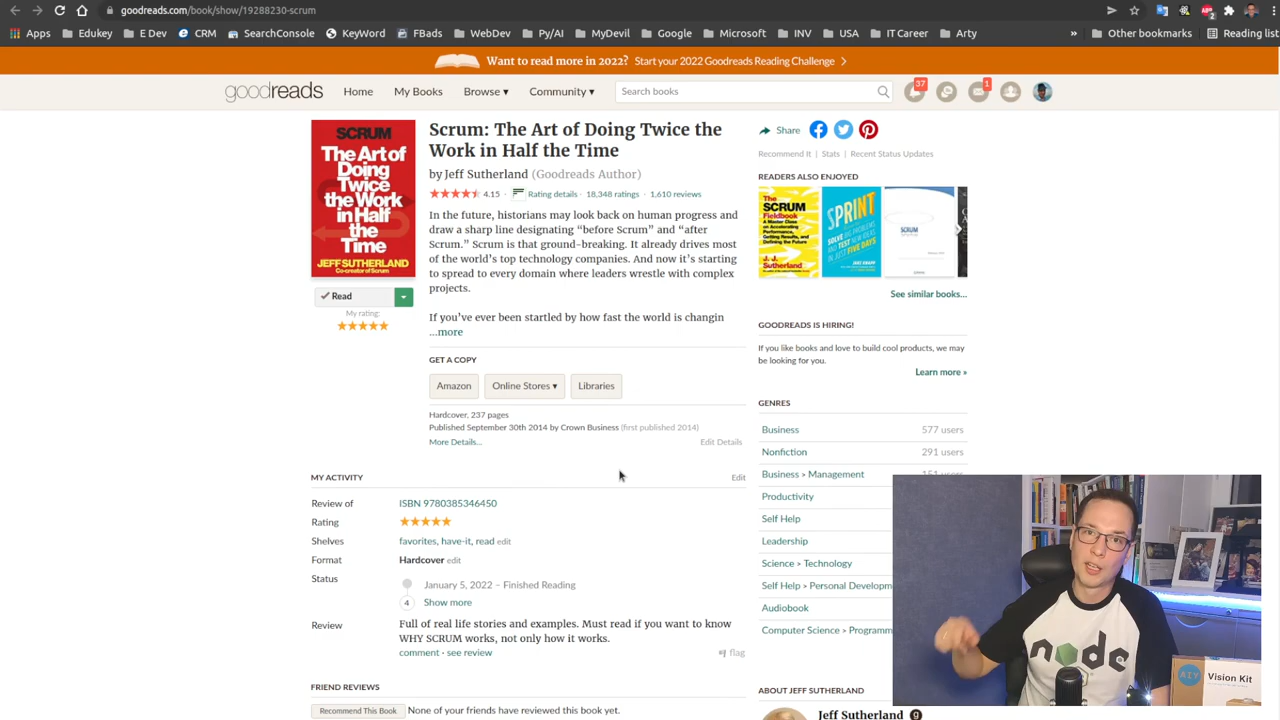 goodreads.com/book/show/19288230-scrum
Apps Edukey E Dev CRM SearchConsole KeyWord FBads WebDev Py/AI MyDevil Google Microsoft INV USA IT Career Arty » Other bookmarks Reading list
Want to read more in 2022? Start your 2022 Goodreads Reading Challenge
goodreads Home My Books Browse ▾ Community ▾ Search books 37 1
SCRUM
The Art of
Doing
Twice
the Work
in Half
the
Time
JEFF SUTHERLAND
Co-creator of Scrum
Read
My rating:
Scrum: The Art of Doing Twice the
Work in Half the Time
by Jeff Sutherland (Goodreads Author)
4.15 · Rating details · 18,348 ratings · 1,610 reviews
In the future, historians may look back on human progress and
draw a sharp line designating “before Scrum” and “after
Scrum.” Scrum is that ground-breaking. It already drives most
of the world’s top technology companies. And now it’s starting
to spread to every domain where leaders wrestle with complex
projects.
If you’ve ever been startled by how fast the world is changin
...more
GET A COPY
Amazon Online Stores ▾ Libraries
Hardcover, 237 pages
Published September 30th 2014 by Crown Business (first published 2014)
More Details... Edit Details
MY ACTIVITY Edit
Review of ISBN 9780385346450
Rating
Shelves favorites, have-it, read edit
Format Hardcover edit
Status January 5, 2022 – Finished Reading
4 Show more
Review Full of real life stories and examples. Must read if you want to know
WHY SCRUM works, not only how it works.
comment · see review flag
FRIEND REVIEWS
Recommend This Book None of your friends have reviewed this book yet.
Share
Recommend It | Stats | Recent Status Updates
READERS ALSO ENJOYED
The
SCRUM
Fieldbook
J. J.
Sutherland
SPRINT
SCRUM
See similar books…
GOODREADS IS HIRING!
If you like books and love to build cool products, we may
be looking for you.
Learn more »
GENRES
Business 577 users
Nonfiction 291 users
Business > Management 151 users
Productivity
Self Help
Leadership
Science > Technology
Self Help > Personal Developm
Audiobook
Computer Science > Programm
ABOUT JEFF SUTHERLAND
Jeff Sutherland
node
AIY
Vision Kit